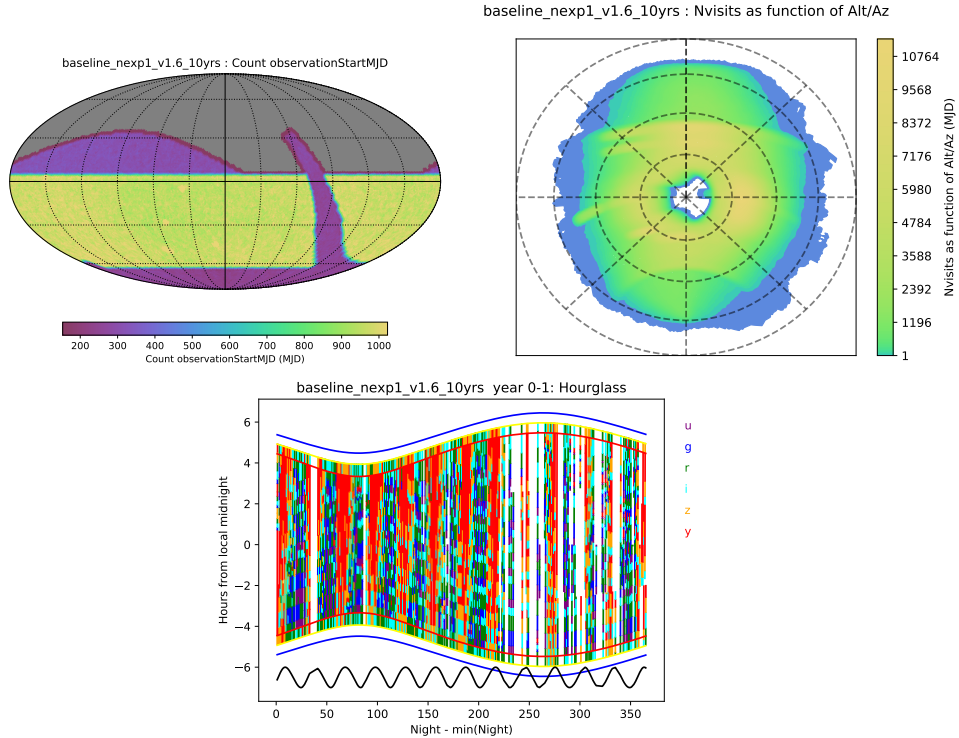 baseline_nexp1_v1.6_10yrs : Nvisits as function of Alt/Az
baseline_nexp1_v1.6_10yrs : Count observationStartMJD
200 300 400 500 600 700 800 900 1000
Count observationStartMJD (MJD)
10764
9568
8372
7176
5980
4784
3588
2392
1196
1
Nvisits as function of Alt/Az (MJD)
baseline_nexp1_v1.6_10yrs year 0-1: Hourglass
6
4
2
0
−2
−4
−6
Hours from local midnight
0 50 100 150 200 250 300 350
Night - min(Night)
u
g
r
i
z
y